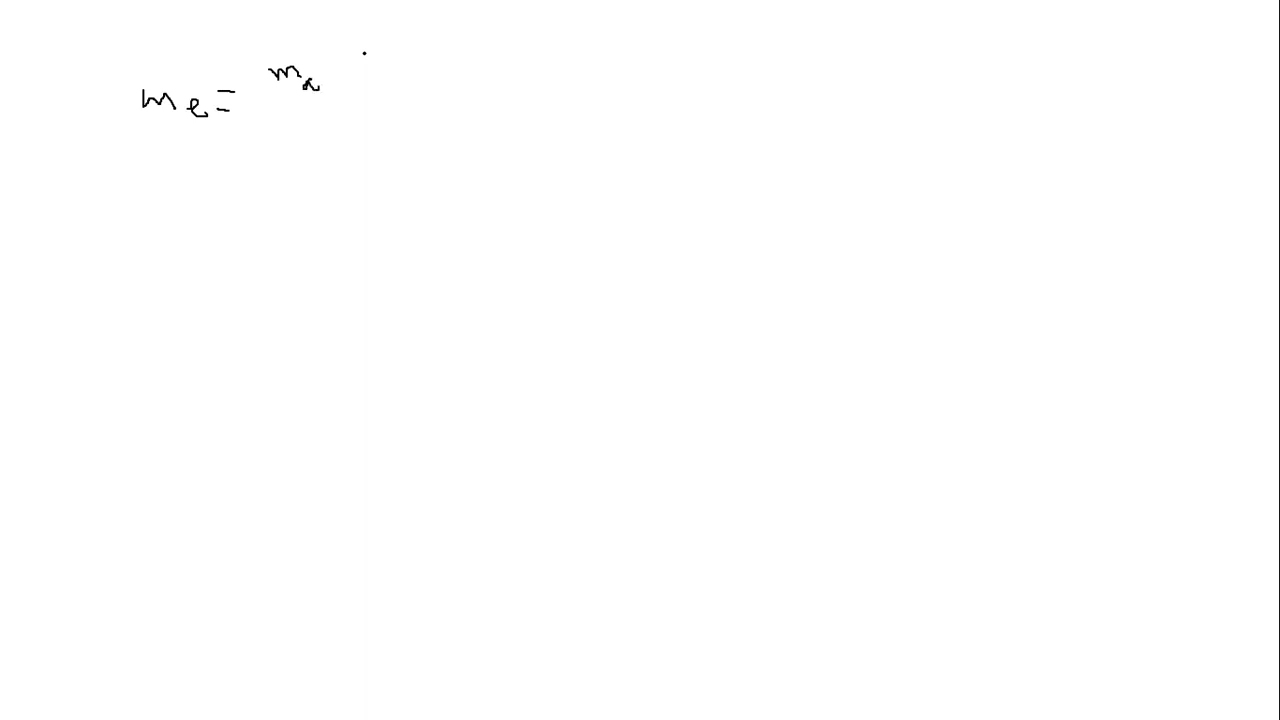 mₑ = mₐ